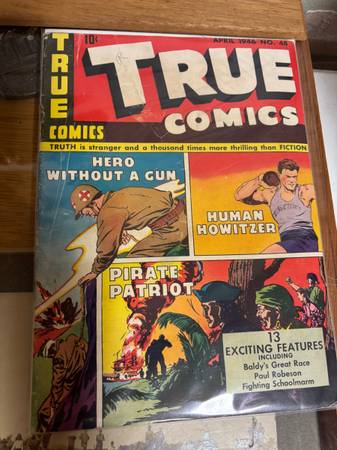 10¢
APRIL 1946 NO. 48
TRUE
COMICS
TRUE
COMICS
TRUTH is stranger and a thousand times more thrilling than FICTION
HERO
WITHOUT A GUN
HUMAN
HOWITZER
PIRATE
PATRIOT
13
EXCITING FEATURES
INCLUDING
Baldy's Great Race
Paul Robeson
Fighting Schoolmarm